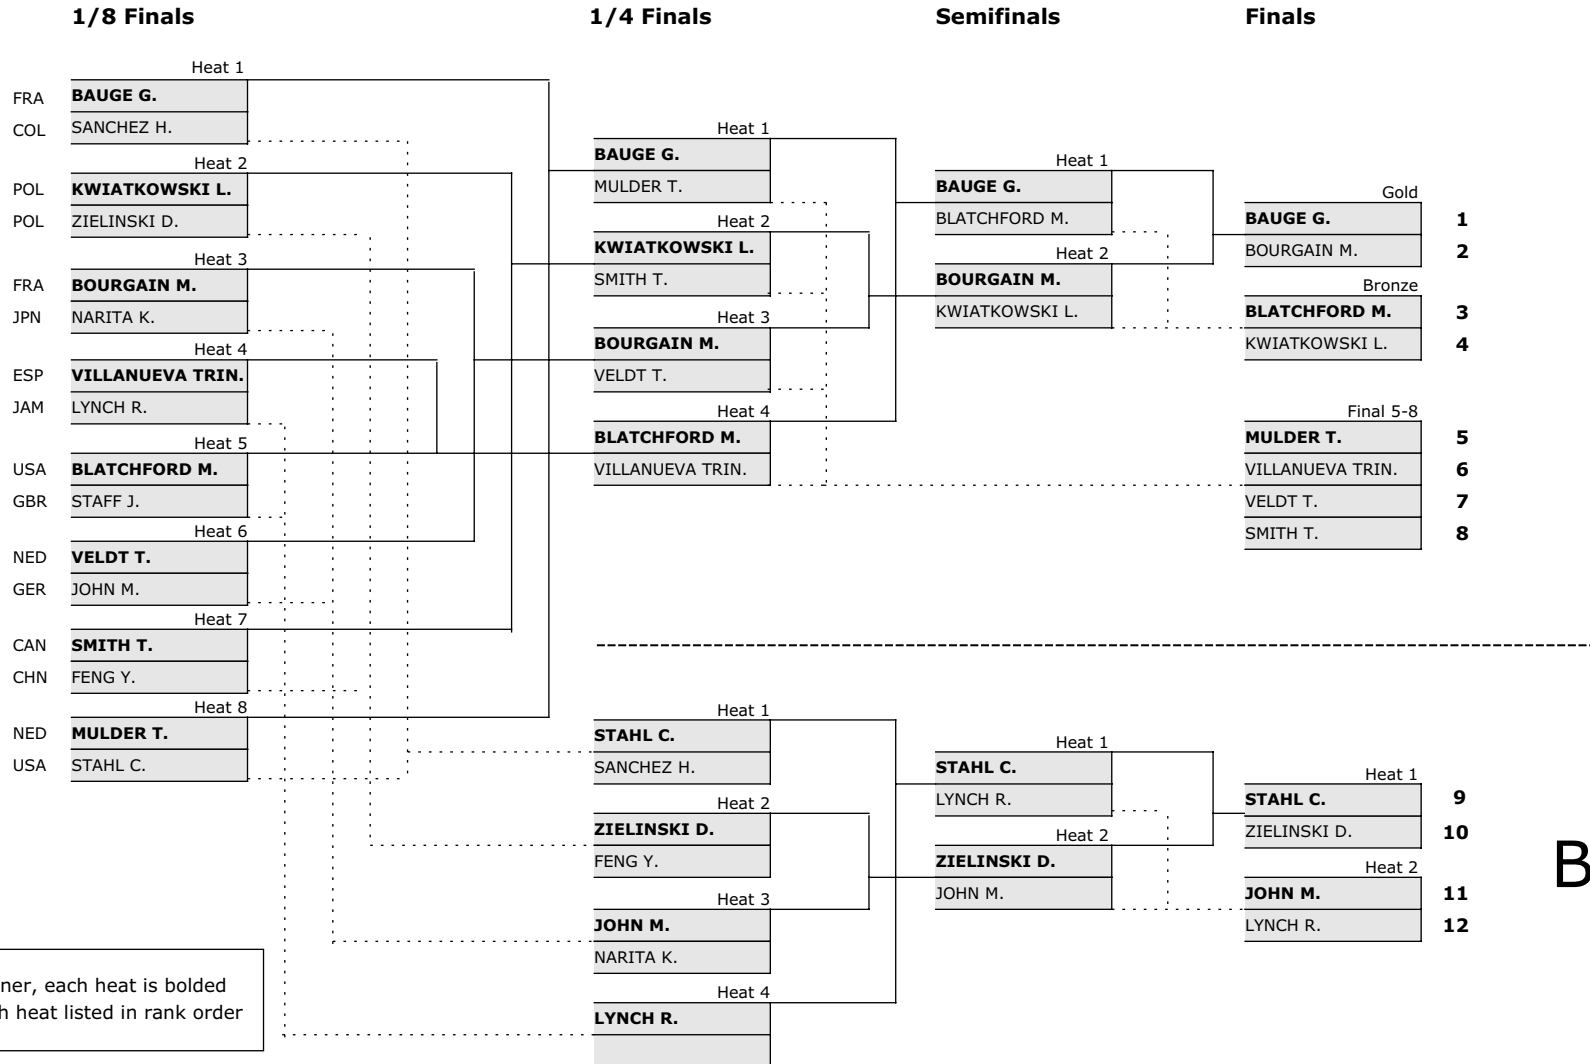 1/8 Finals
1/4 Finals
Semifinals
Finals
Heat 1
FRA BAUGE G.
COL SANCHEZ H.
Heat 2
POL KWIATKOWSKI L.
POL ZIELINSKI D.
Heat 3
FRA BOURGAIN M.
JPN NARITA K.
Heat 4
ESP VILLANUEVA TRIN.
JAM LYNCH R.
Heat 5
USA BLATCHFORD M.
GBR STAFF J.
Heat 6
NED VELDT T.
GER JOHN M.
Heat 7
CAN SMITH T.
CHN FENG Y.
Heat 8
NED MULDER T.
USA STAHL C.
Heat 1
BAUGE G.
MULDER T.
Heat 2
KWIATKOWSKI L.
SMITH T.
Heat 3
BOURGAIN M.
VELDT T.
Heat 4
BLATCHFORD M.
VILLANUEVA TRIN.
Heat 1
BAUGE G.
BLATCHFORD M.
Heat 2
BOURGAIN M.
KWIATKOWSKI L.
Gold
BAUGE G. 1
BOURGAIN M. 2
Bronze
BLATCHFORD M. 3
KWIATKOWSKI L. 4
Final 5-8
MULDER T. 5
VILLANUEVA TRIN. 6
VELDT T. 7
SMITH T. 8
Heat 1
STAHL C.
SANCHEZ H.
Heat 2
ZIELINSKI D.
FENG Y.
Heat 3
JOHN M.
NARITA K.
Heat 4
LYNCH R.
Heat 1
STAHL C.
LYNCH R.
Heat 2
ZIELINSKI D.
JOHN M.
Heat 1
STAHL C. 9
ZIELINSKI D. 10
Heat 2
JOHN M. 11
LYNCH R. 12
B
ner, each heat is bolded
h heat listed in rank order